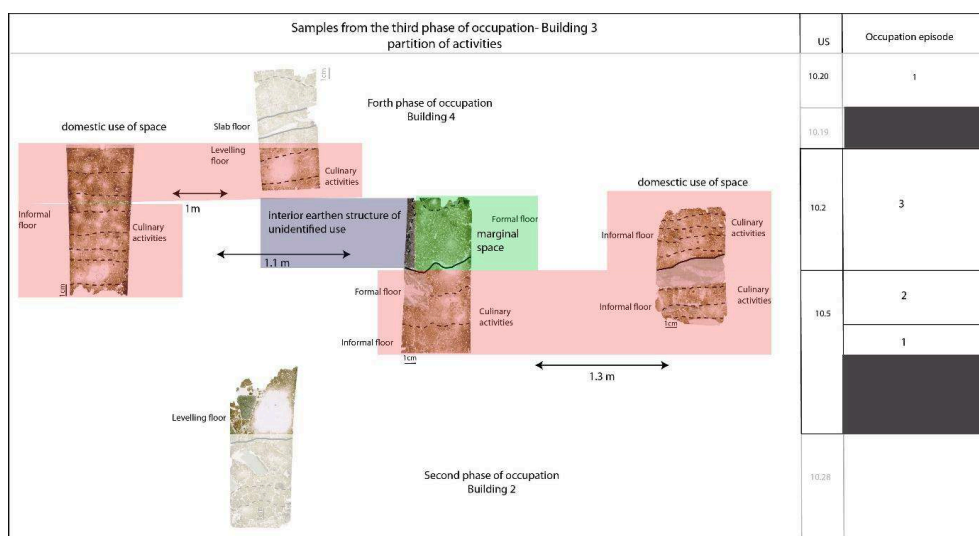 Samples from the third phase of occupation- Building 3
partition of activities
US
Occupation episode
10.20
1
1cm
Forth phase of occupation
Building 4
domestic use of space
Slab floor
10.19
Levelling
floor
Culinary
activities
domesctic use of space
1m
Informal
floor
Culinary
activities
interior earthen structure of
unidentified use
Formal floor
marginal
space
Informal floor
Culinary
activities
10.2
3
1.1 m
1cm
Formal floor
Culinary
activities
Informal floor
Culinary
activities
Informal floor
1cm
1cm
10.5
2
1
1.3 m
Levelling floor
Second phase of occupation
Building 2
10.28